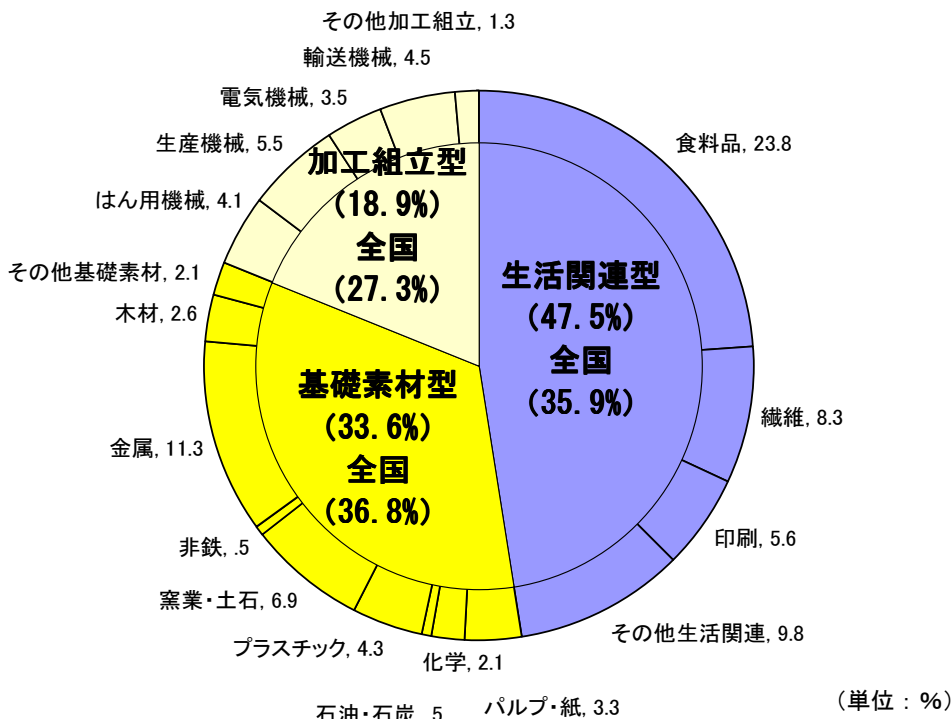 その他加工組立, 1.3
輸送機械, 4.5
電気機械, 3.5
生産機械, 5.5
はん用機械, 4.1
その他基礎素材, 2.1
木材, 2.6
金属, 11.3
非鉄, .5
窯業・土石, 6.9
プラスチック, 4.3
石油・石炭, .5
化学, 2.1
パルプ・紙, 3.3
その他生活関連, 9.8
印刷, 5.6
繊維, 8.3
食料品, 23.8
加工組立型
(18.9%)
全国
(27.3%)
生活関連型
(47.5%)
全国
(35.9%)
基礎素材型
(33.6%)
全国
(36.8%)
(単位:%)